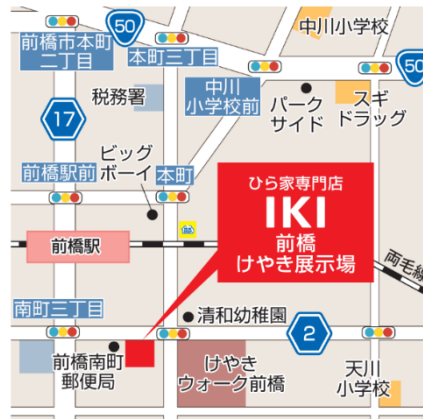 50
中川小学校
前橋市本町
二丁目
本町三丁目
50
税務署
中川
小学校前
パーク
サイド
スギ
ドラッグ
17
ビッグ
ボーイ
前橋駅前
本町
ひら家専門店
IKI
前橋
けやき展示場
前橋駅
両毛線
南町三丁目
清和幼稚園
2
前橋南町
郵便局
けやき
ウォーク前橋
天川
小学校